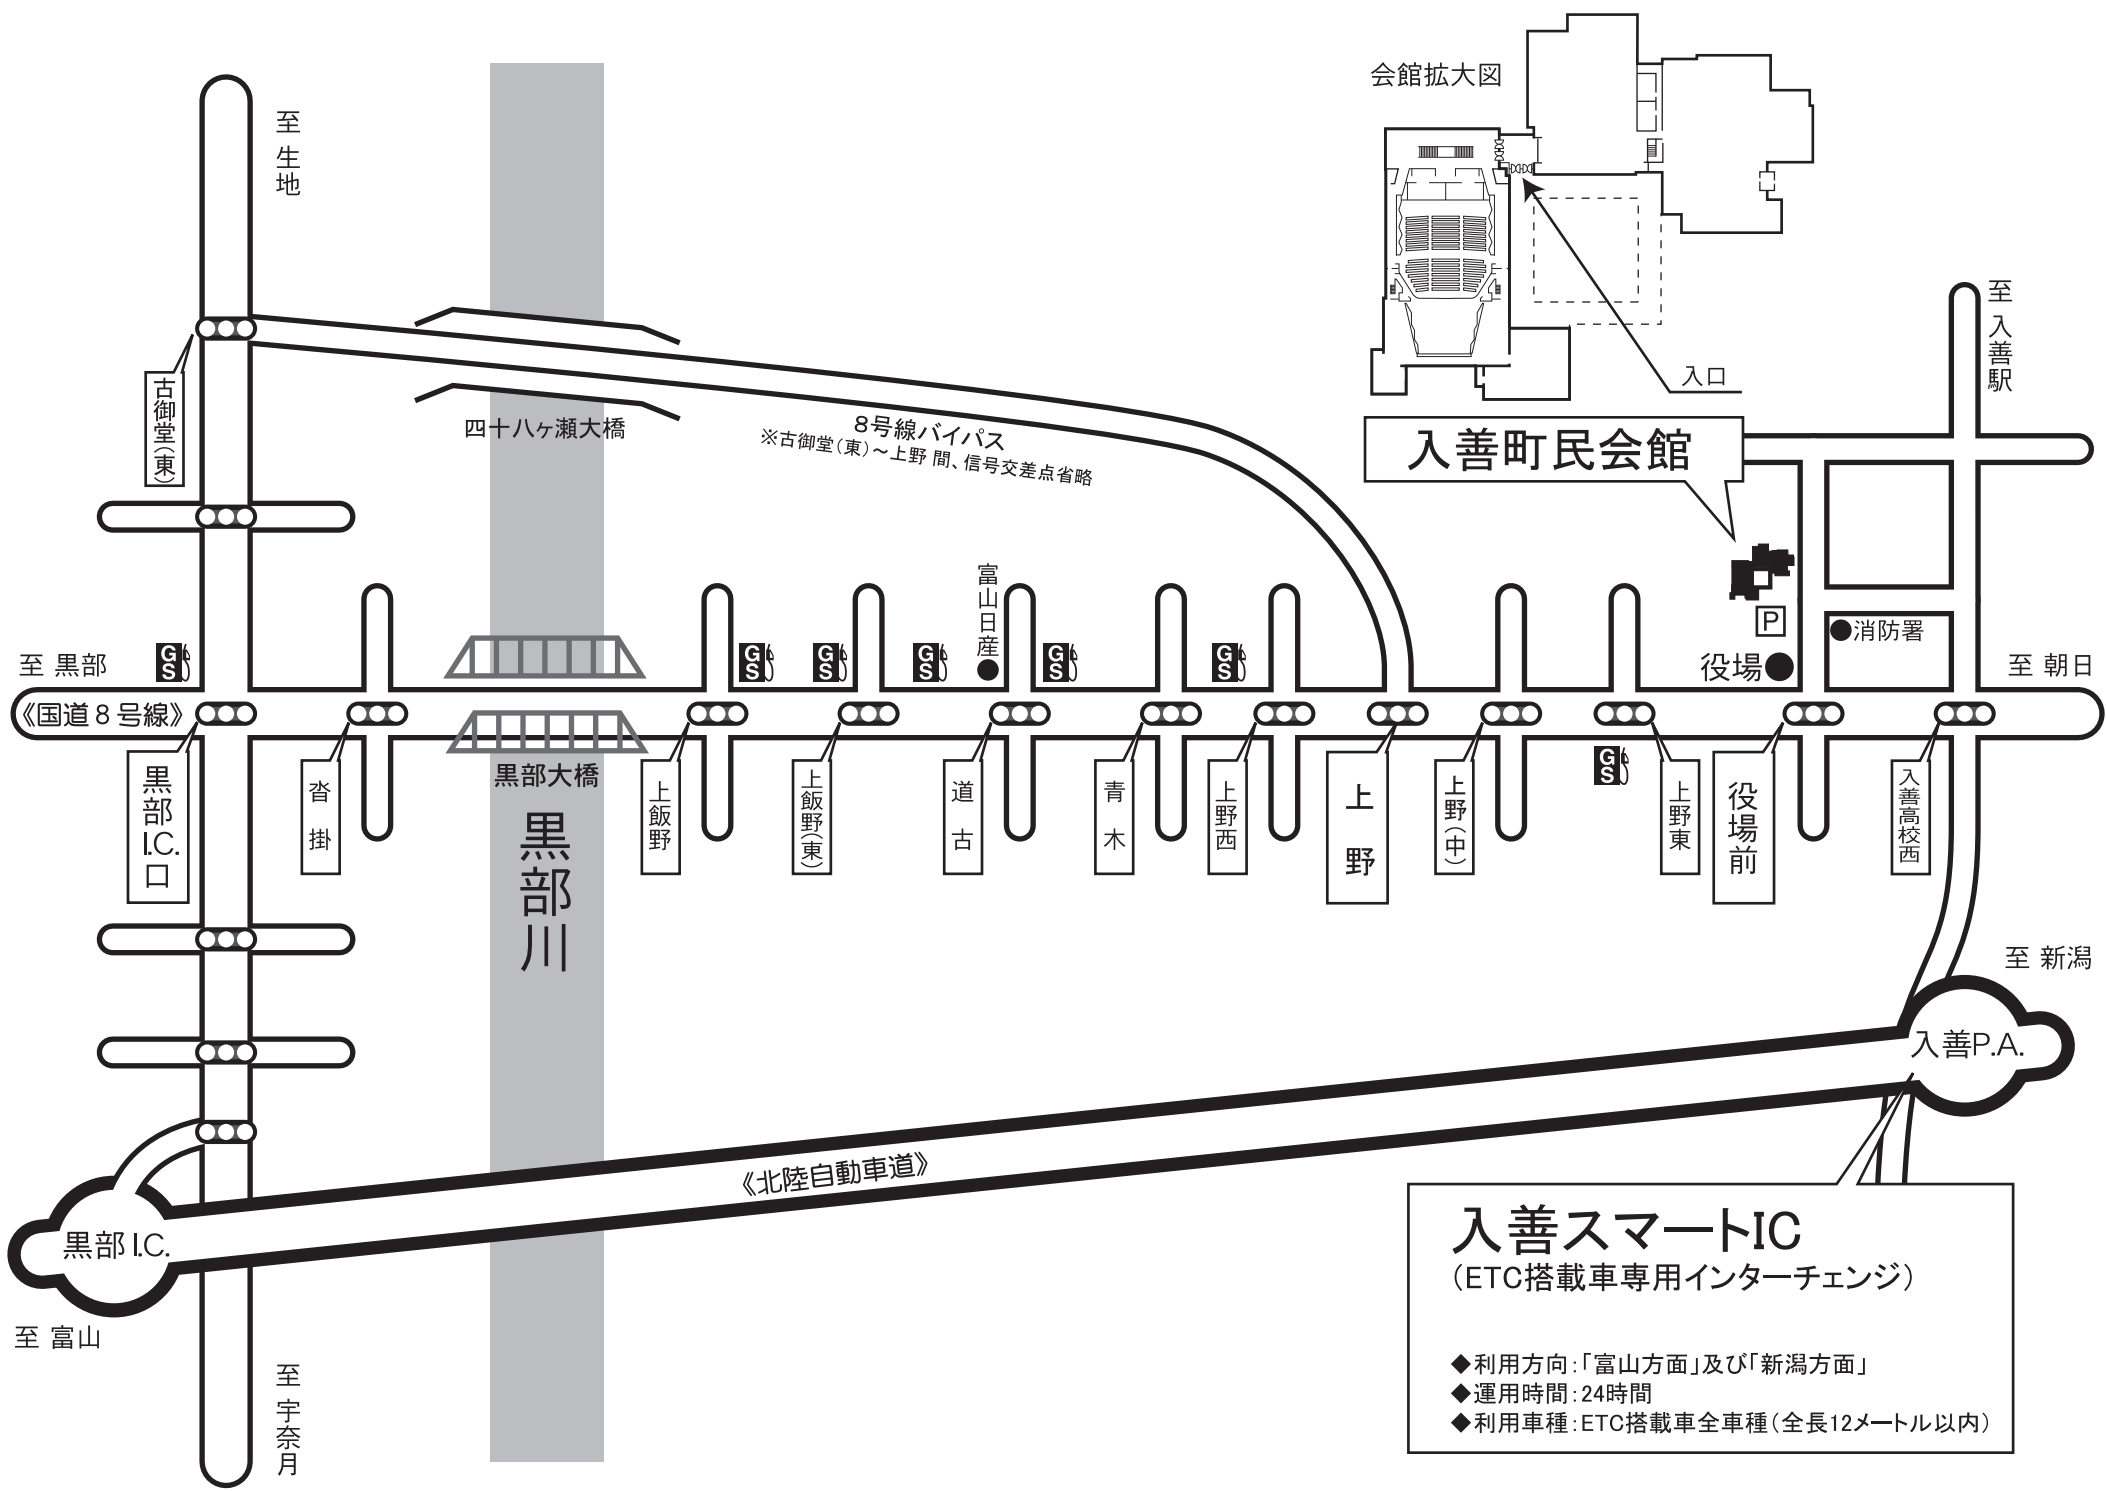 会館拡大図
入口
至 生地
至 入善駅
古御堂(東)
四十八ヶ瀬大橋
8号線バイパス
※古御堂(東)～上野 間、信号交差点省略
入善町民会館
富山日産
P
消防署
役場
至 黒部
GS
GS
GS
GS
GS
GS
至 朝日
《国道8号線》
黒部I.C.口
沓掛
黒部大橋
黒部川
上飯野
上飯野(東)
道古
青木
上野西
上野
上野(中)
GS
上野東
役場前
入善高校西
至 新潟
入善P.A.
《北陸自動車道》
黒部I.C.
至 富山
至 宇奈月
入善スマートIC
(ETC搭載車専用インターチェンジ)
◆利用方向:「富山方面」及び「新潟方面」
◆運用時間:24時間
◆利用車種:ETC搭載車全車種(全長12メートル以内)